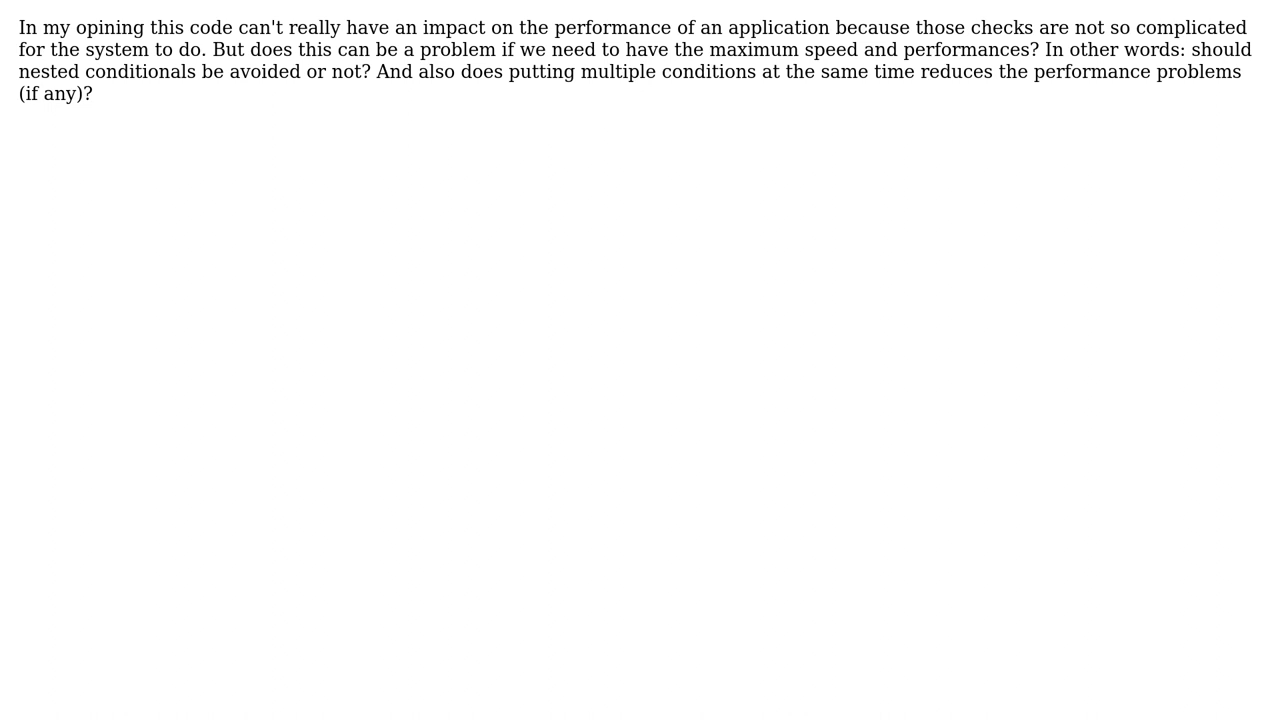 In my opining this code can't really have an impact on the performance of an application because those checks are not so complicated
for the system to do. But does this can be a problem if we need to have the maximum speed and performances? In other words: should
nested conditionals be avoided or not? And also does putting multiple conditions at the same time reduces the performance problems
(if any)?